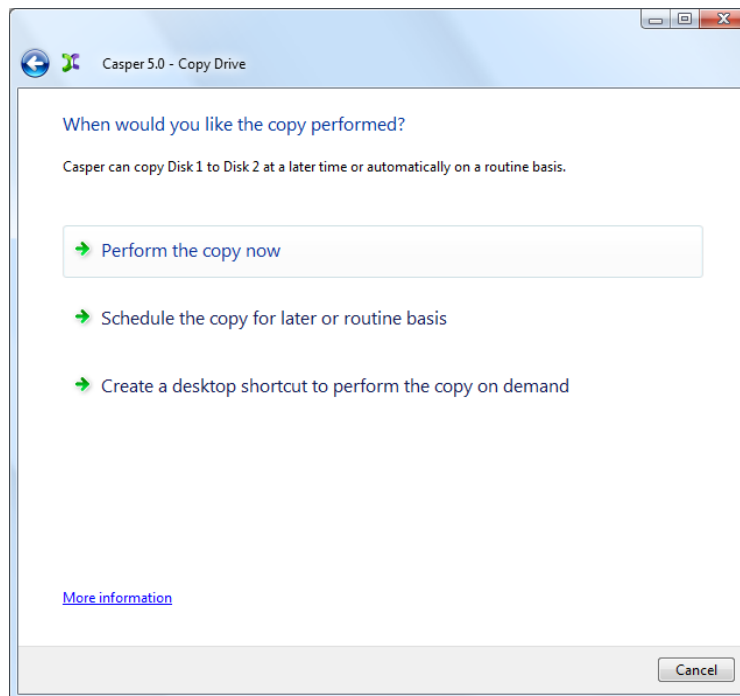 Casper 5.0 - Copy Drive
When would you like the copy performed?
Casper can copy Disk 1 to Disk 2 at a later time or automatically on a routine basis.
Perform the copy now
Schedule the copy for later or routine basis
Create a desktop shortcut to perform the copy on demand
More information
Cancel